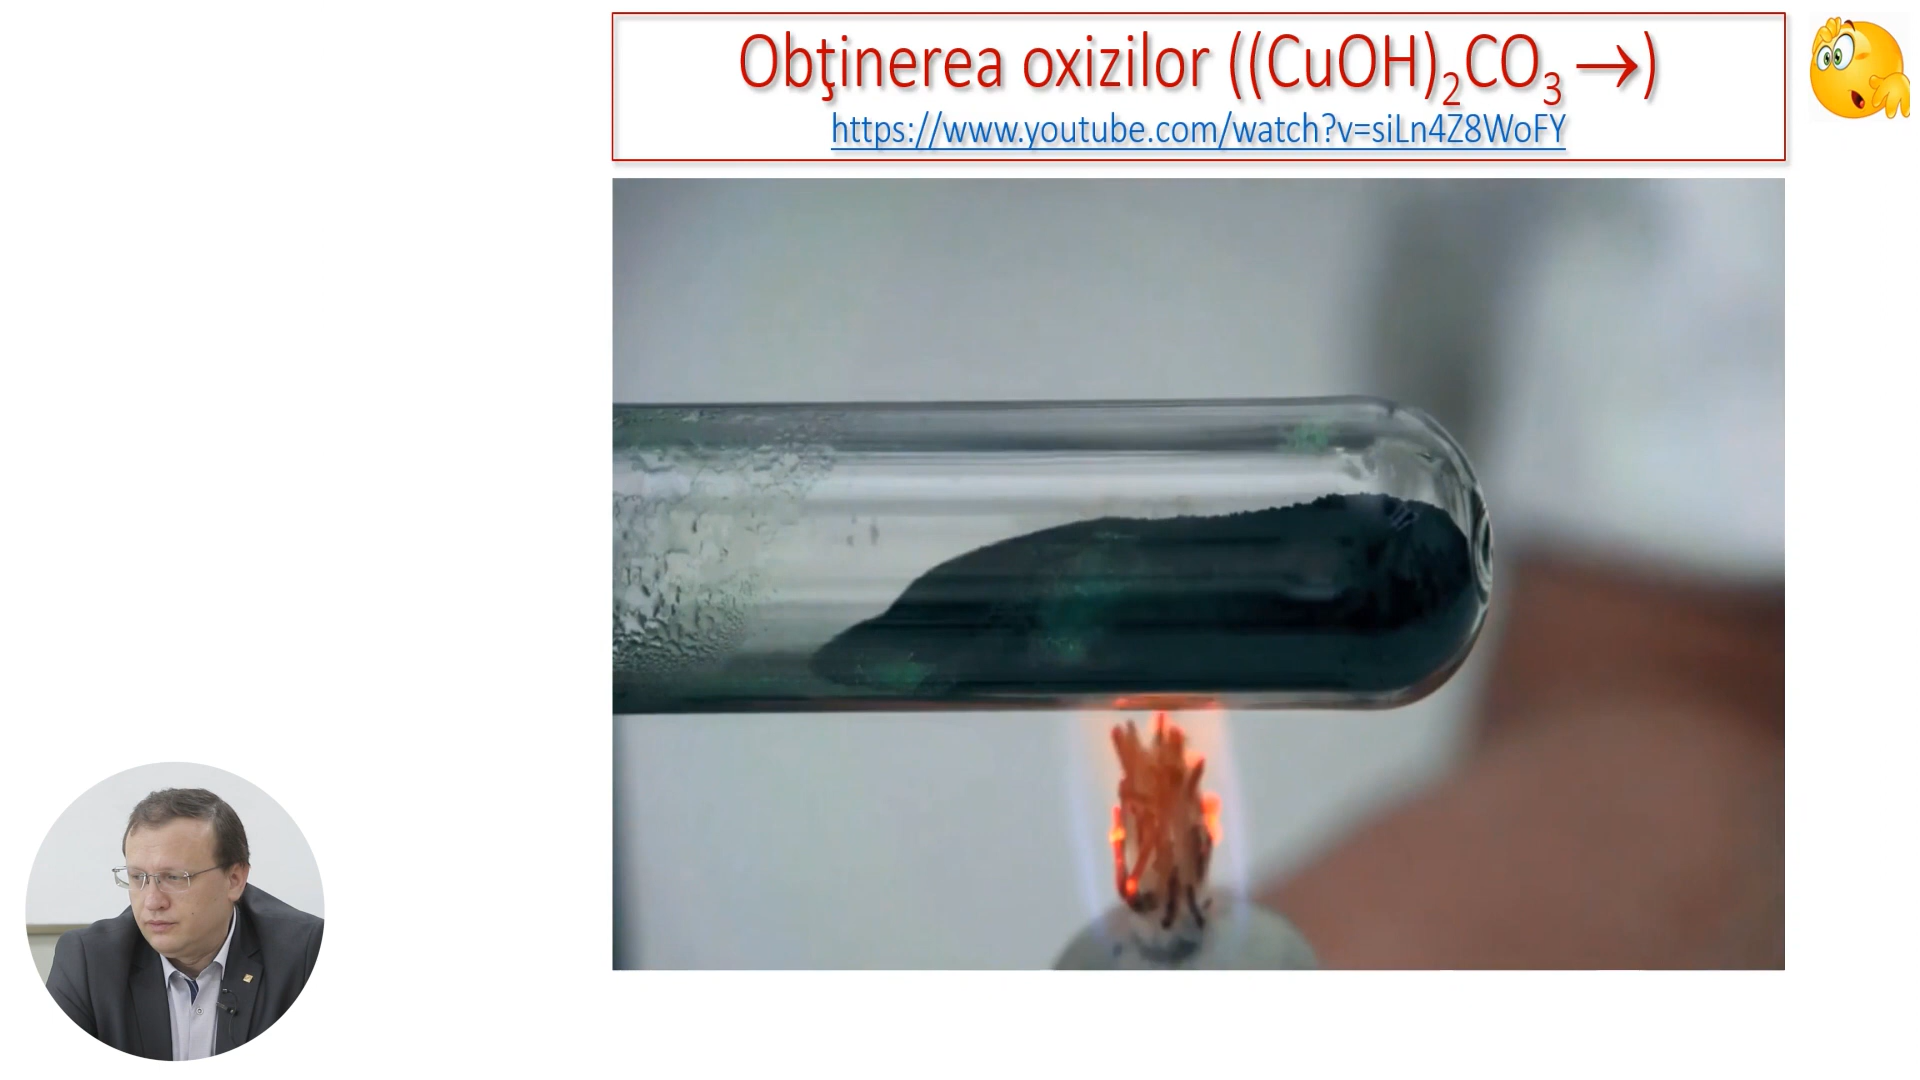 Obţinerea oxizilor ((CuOH)₂CO₃ →)
https://www.youtube.com/watch?v=siLn4Z8WoFY